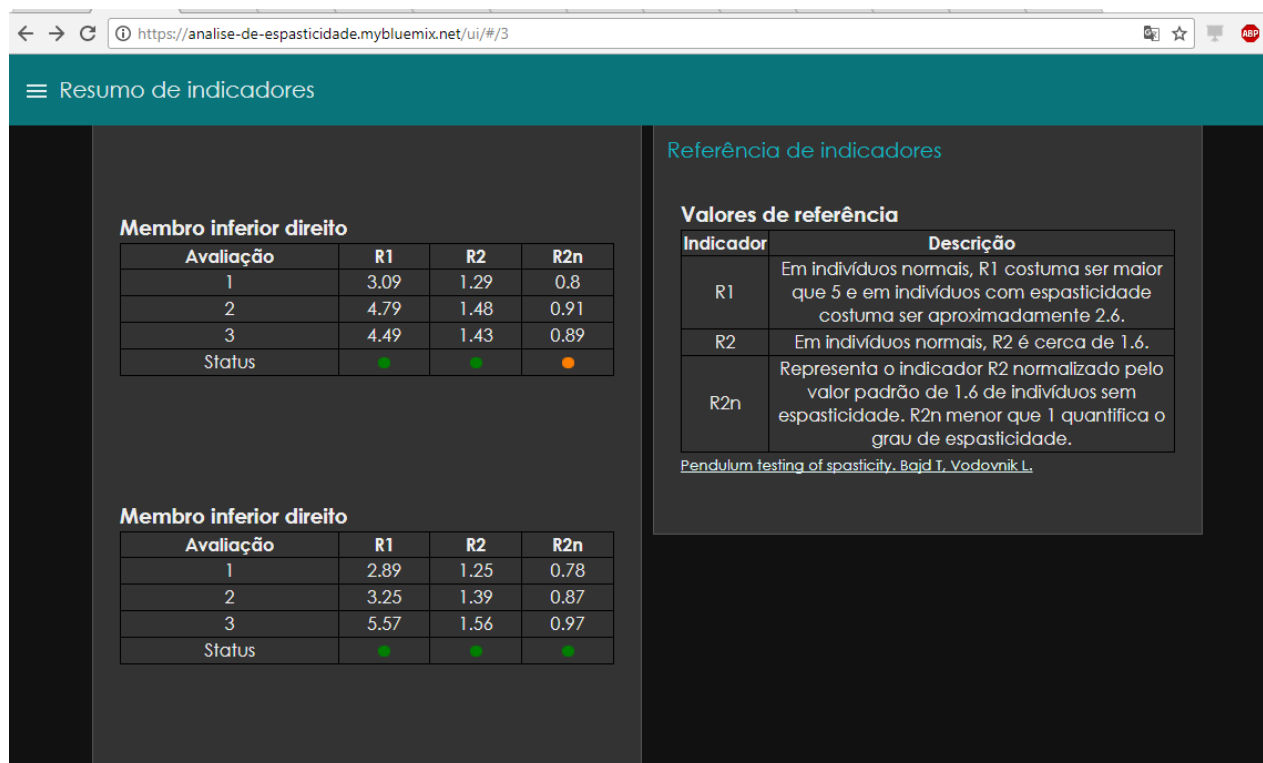 https://analise-de-espasticidade.mybluemix.net/ui/#/3
ABP
Resumo de indicadores
Membro inferior direito
Avaliação R1 R2 R2n
1 3.09 1.29 0.8
2 4.79 1.48 0.91
3 4.49 1.43 0.89
Status
Membro inferior direito
Avaliação R1 R2 R2n
1 2.89 1.25 0.78
2 3.25 1.39 0.87
3 5.57 1.56 0.97
Status
Referência de indicadores
Valores de referência
Indicador Descrição
Em indivíduos normais, R1 costuma ser maior
R1 que 5 e em indivíduos com espasticidade
costuma ser aproximadamente 2.6.
R2 Em indivíduos normais, R2 é cerca de 1.6.
Representa o indicador R2 normalizado pelo
R2n valor padrão de 1.6 de indivíduos sem
espasticidade. R2n menor que 1 quantifica o
grau de espasticidade.
Pendulum testing of spasticity. Bajd T, Vodovnik L.